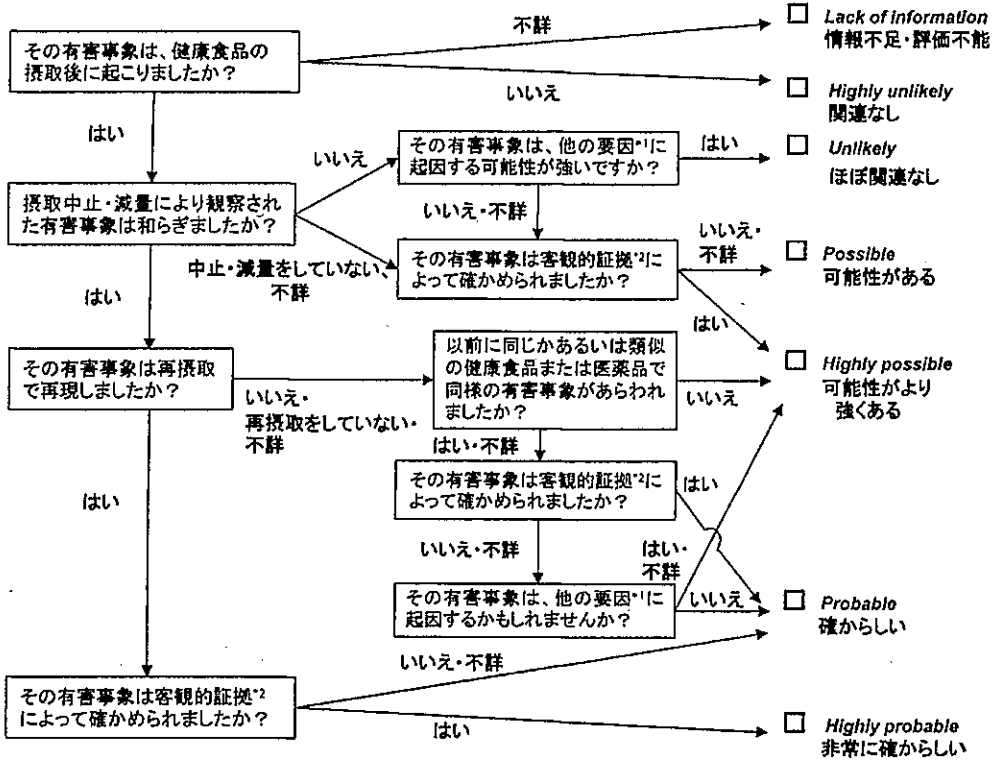 不詳
□ Lack of information
情報不足・評価不能
その有害事象は、健康食品の
摂取後に起こりましたか？
いいえ
□ Highly unlikely
関連なし
はい
いいえ
その有害事象は、他の要因*1に
起因する可能性が強いですか？
はい
□ Unlikely
ほぼ関連なし
摂取中止・減量により観察され
た有害事象は和らぎましたか？
いいえ・不詳
中止・減量をしていない、
不詳
その有害事象は客観的証拠*2に
よって確かめられましたか？
いいえ・
不詳
□ Possible
可能性がある
はい
はい
その有害事象は再摂取
で再現しましたか？
いいえ・
再摂取をしていない・
不詳
以前に同じかあるいは類似
の健康食品または医薬品で
同様の有害事象があらわれ
ましたか？
いいえ
□ Highly possible
可能性がより
強くある
はい・不詳
はい
その有害事象は客観的証拠*2に
よって確かめられましたか？
はい
いいえ・不詳
はい・
不詳
その有害事象は、他の要因*1に
起因するかもしれませんか？
いいえ
□ Probable
確からしい
いいえ・不詳
その有害事象は客観的証拠*2
によって確かめられましたか？
はい
□ Highly probable
非常に確からしい